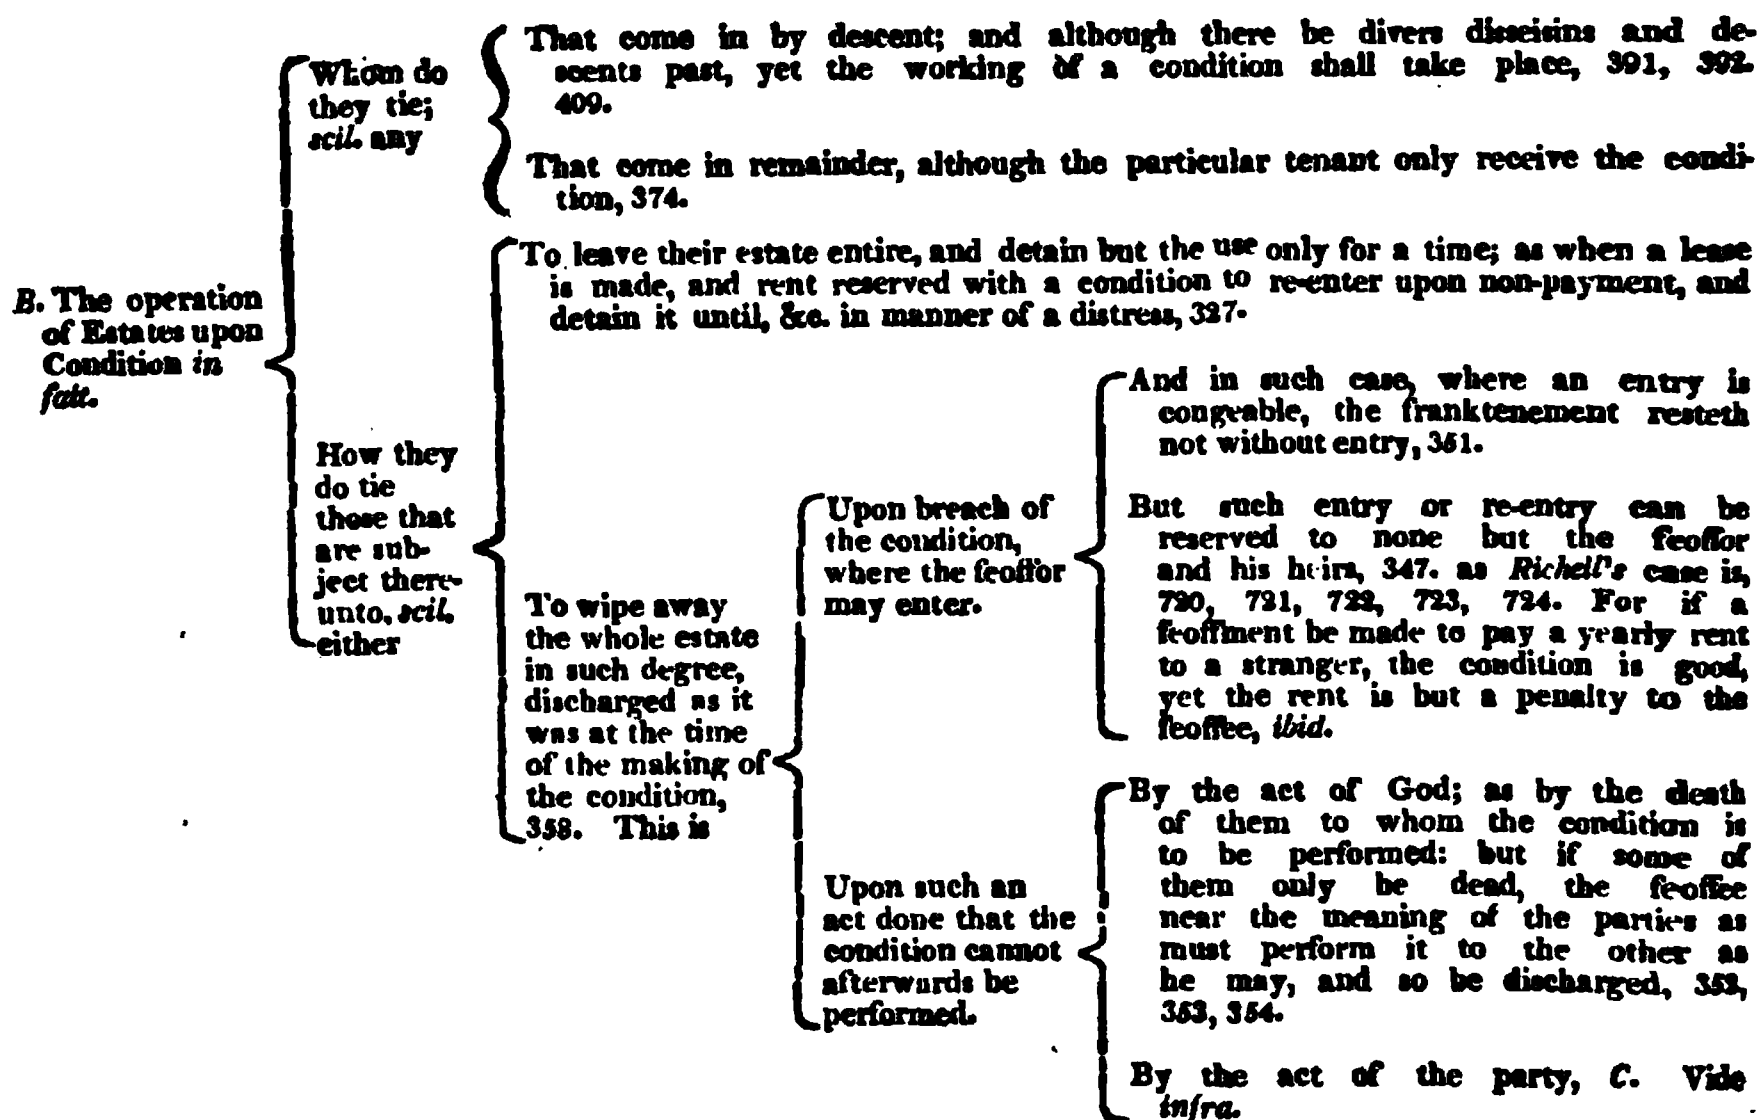 B. The operation
of Estates upon
Condition in
fait.
Whom do
they tie;
scil. any
That come in by descent; and although there be divers disseisins and de-
scents past, yet the working of a condition shall take place, 391, 392.
409.
That come in remainder, although the particular tenant only receive the condi-
tion, 374.
How they
do tie
those that
are sub-
ject there-
unto, scil.
either
To leave their estate entire, and detain but the use only for a time; as when a lease
is made, and rent reserved with a condition to re-enter upon non-payment, and
detain it until, &c. in manner of a distress, 327.
To wipe away
the whole estate
in such degree,
discharged as it
was at the time
of the making of
the condition,
358. This is
Upon breach of
the condition,
where the feoffor
may enter.
And in such case, where an entry is
congeable, the franktenement resteth
not without entry, 351.
But such entry or re-entry can be
reserved to none but the feoffor
and his heirs, 347. as Richell's case is,
720, 721, 722, 723, 724. For if a
feoffment be made to pay a yearly rent
to a stranger, the condition is good,
yet the rent is but a penalty to the
feoffee, ibid.
Upon such an
act done that the
condition cannot
afterwards be
performed.
By the act of God; as by the death
of them to whom the condition is
to be performed: but if some of
them only be dead, the feoffee
near the meaning of the parties as
must perform it to the other as
he may, and so be discharged, 352,
353, 354.
By the act of the party, C. Vide
infra.